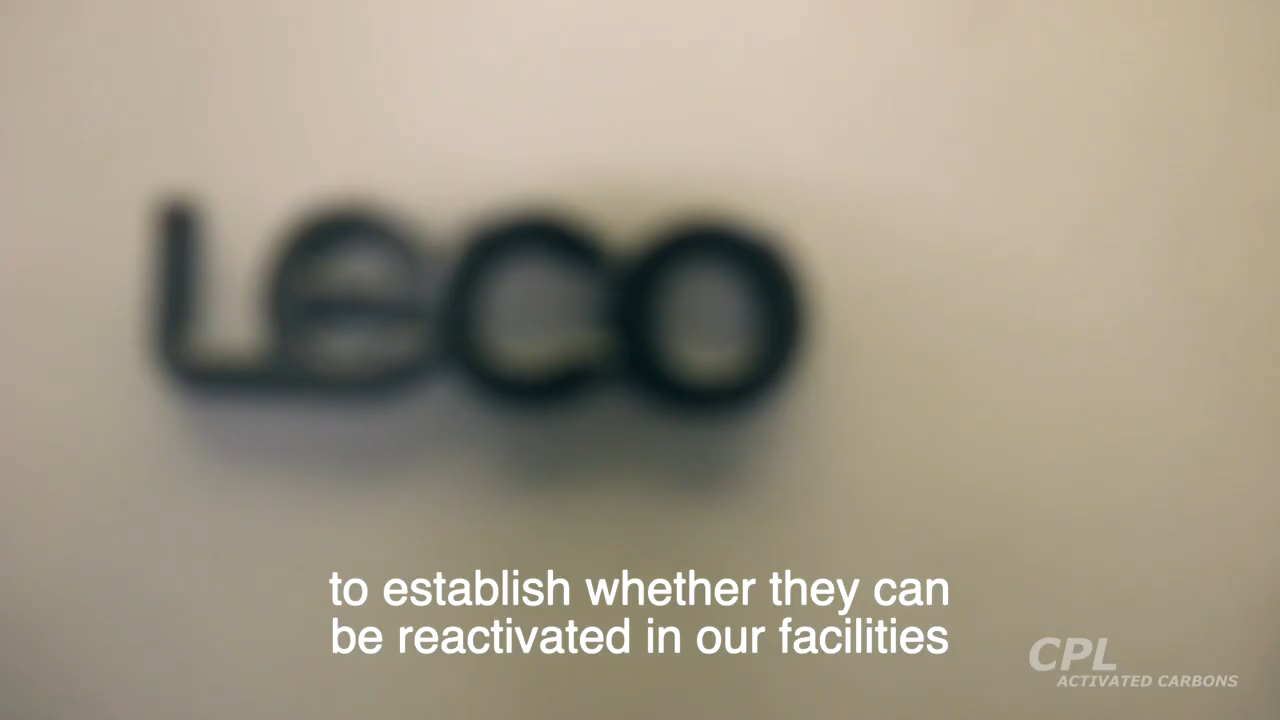 LECO
to establish whether they can
be reactivated in our facilities
CPL
ACTIVATED CARBONS